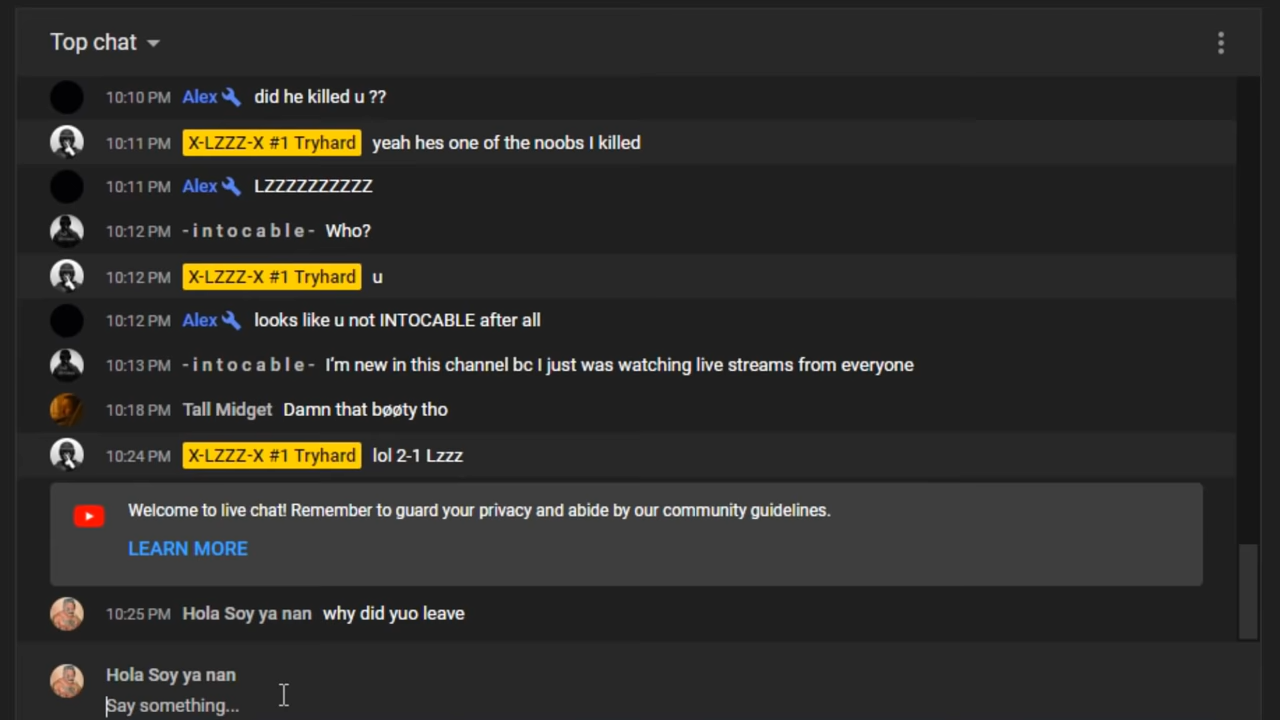 Top chat
10:10 PM Alex did he killed u ??
10:11 PM X-LZZZ-X #1 Tryhard yeah hes one of the noobs I killed
10:11 PM Alex LZZZZZZZZZZ
10:12 PM -intocable- Who?
10:12 PM X-LZZZ-X #1 Tryhard u
10:12 PM Alex looks like u not INTOCABLE after all
10:13 PM -intocable- I'm new in this channel bc I just was watching live streams from everyone
10:18 PM Tall Midget Damn that bøøty tho
10:24 PM X-LZZZ-X #1 Tryhard lol 2-1 Lzzz
Welcome to live chat! Remember to guard your privacy and abide by our community guidelines.
LEARN MORE
10:25 PM Hola Soy ya nan why did yuo leave
Hola Soy ya nan
Say something...